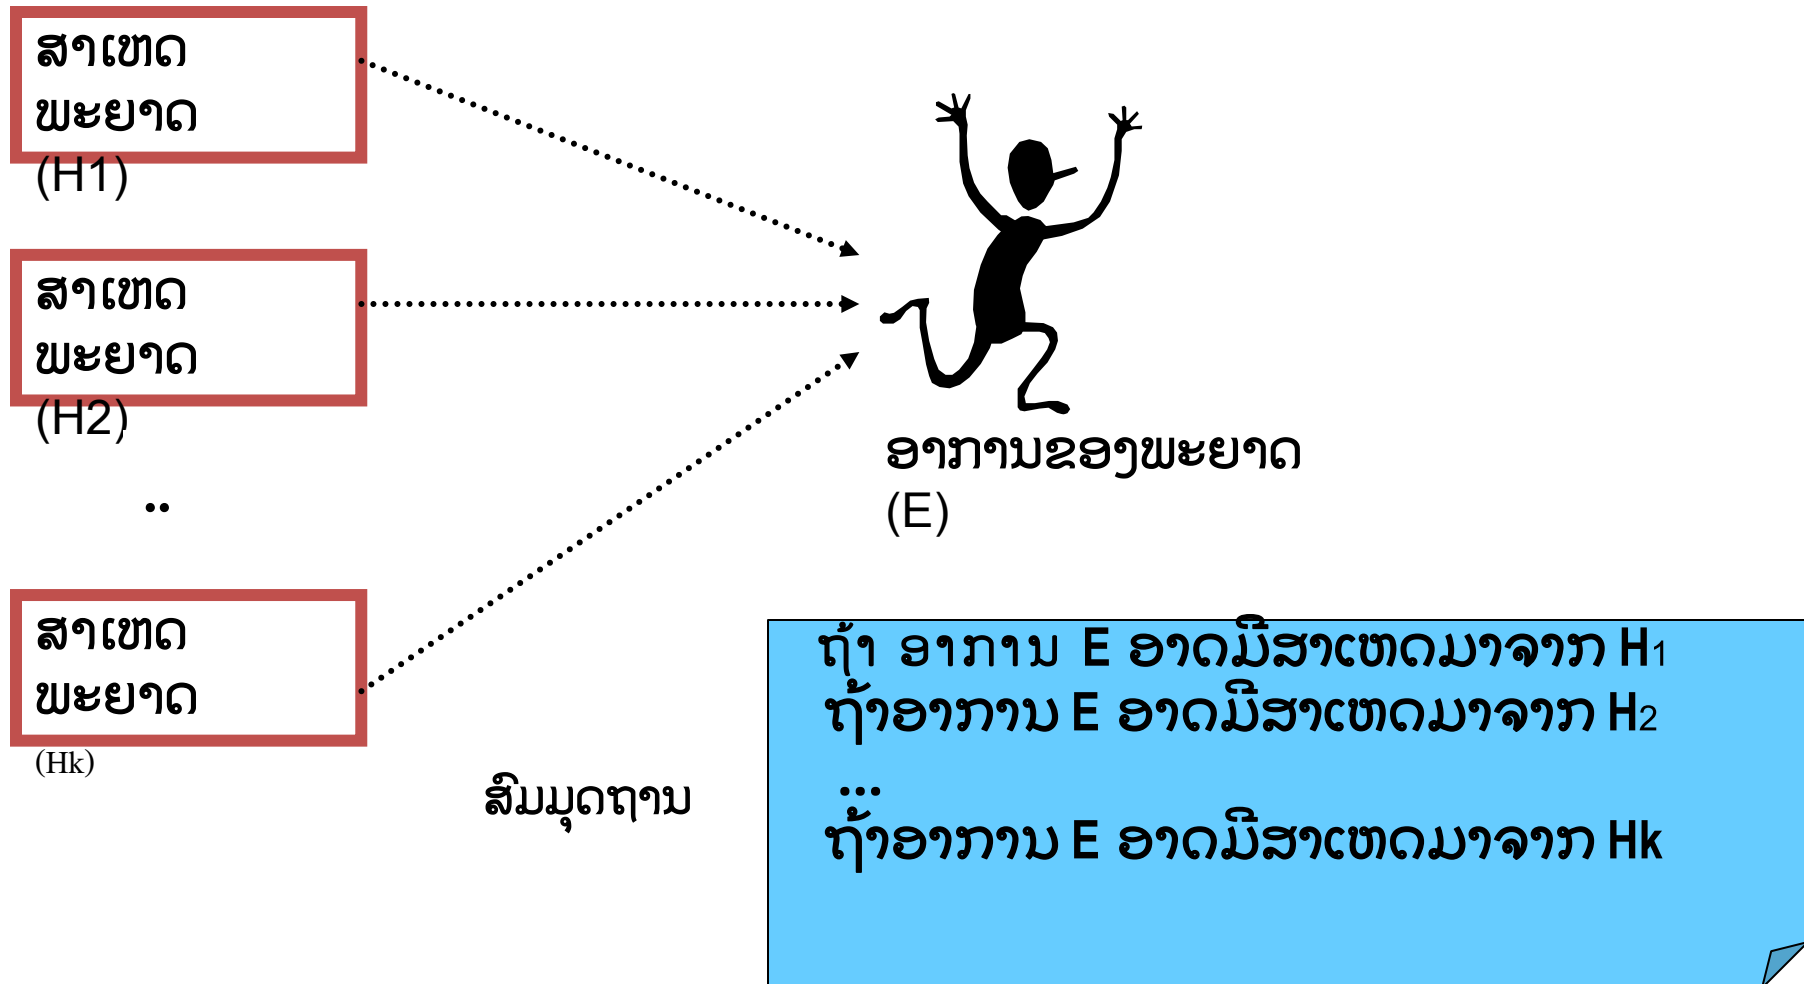 ສາເຫດ
ພະຍາດ
(H1)
ສາເຫດ
ພະຍາດ
(H2)
..
ສາເຫດ
ພະຍາດ
(Hk)
ອາການຂອງພະຍາດ
(E)
ສົມມຸດຖານ
ຖ້າ ອາການ E ອາດມີສາເຫດມາຈາກ H1
ຖ້າອາການ E ອາດມີສາເຫດມາຈາກ H2
...
ຖ້າອາການ E ອາດມີສາເຫດມາຈາກ Hk